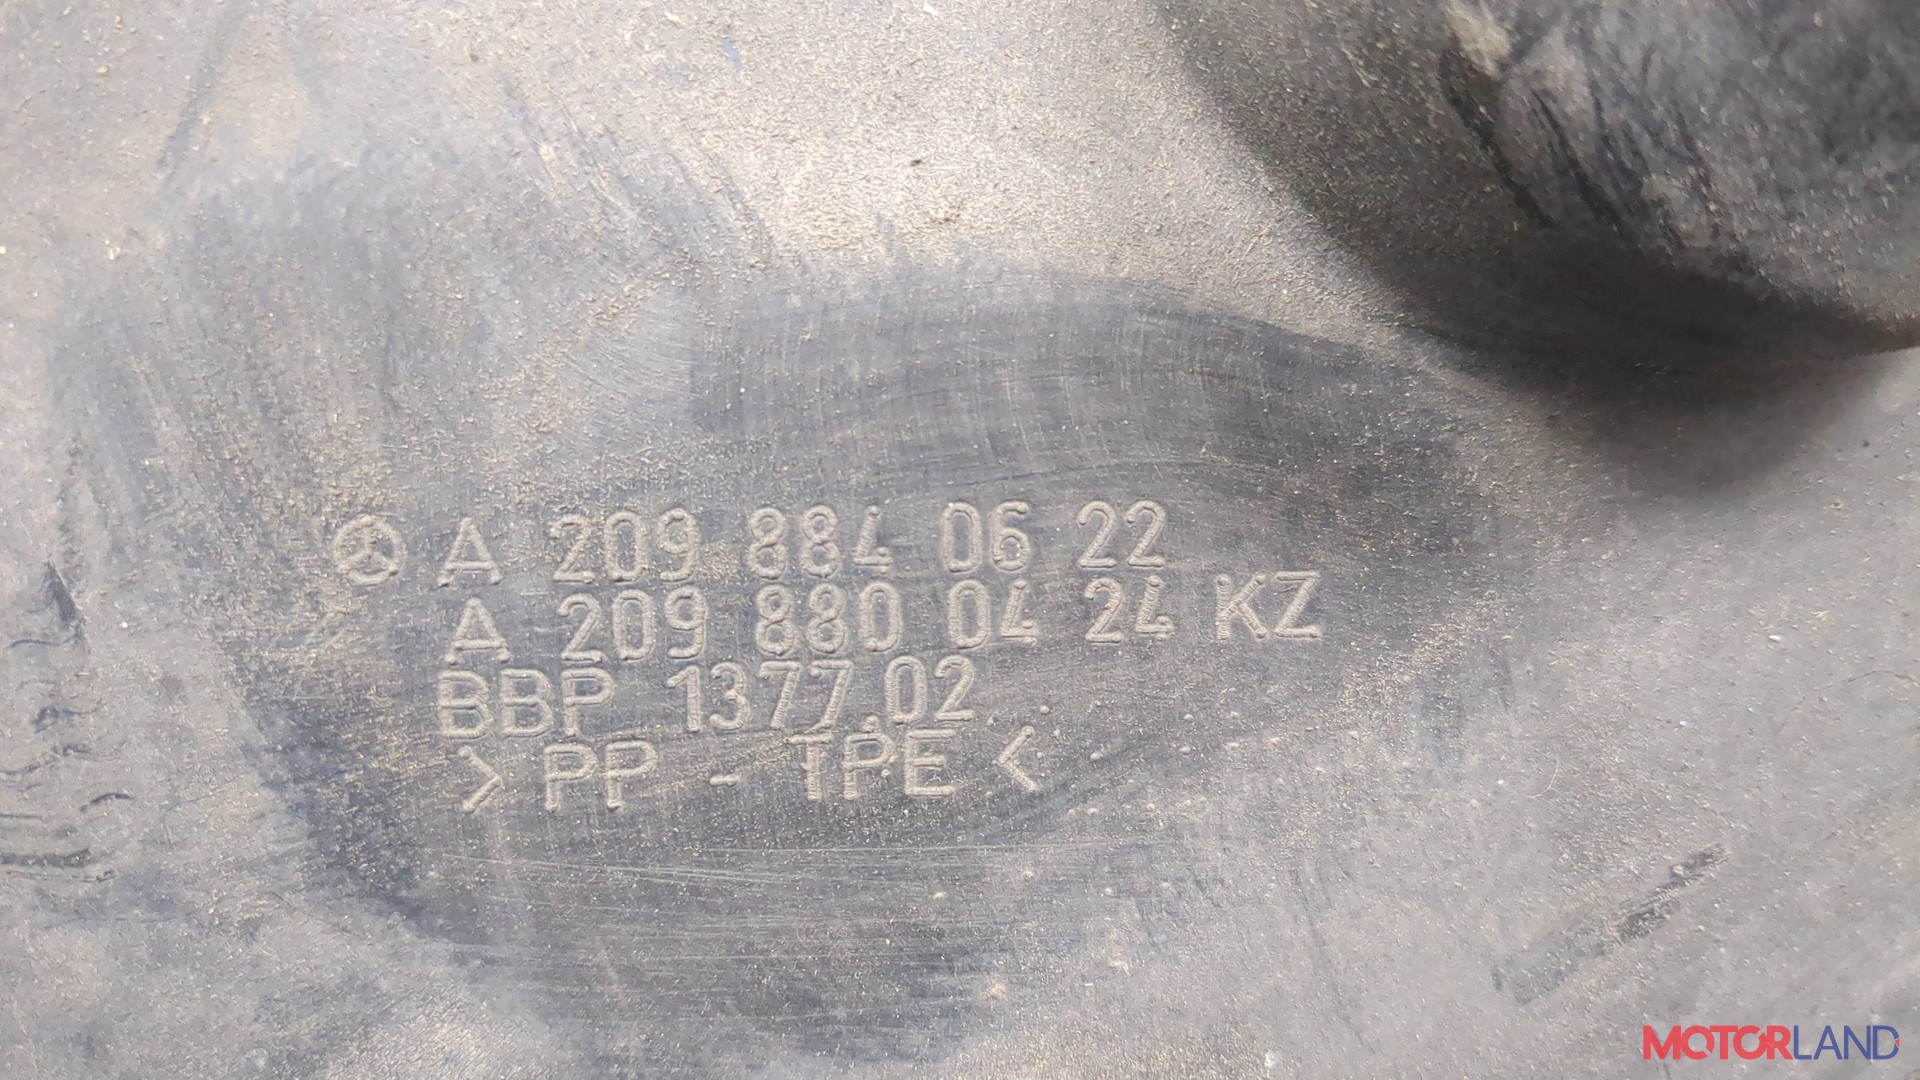 A 209 884 06 22
A 209 880 04 24 KZ
BBP 1377.02
> PP - TPE <
MOTORLAND